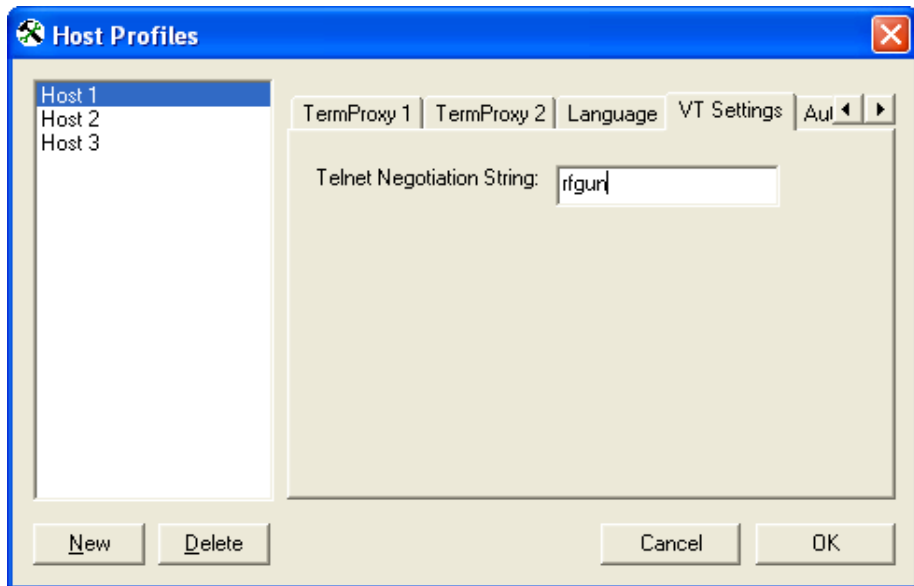 Host Profiles
Host 1
Host 2
Host 3
TermProxy 1 TermProxy 2 Language VT Settings Aut
Telnet Negotiation String: rfgun
New Delete Cancel OK